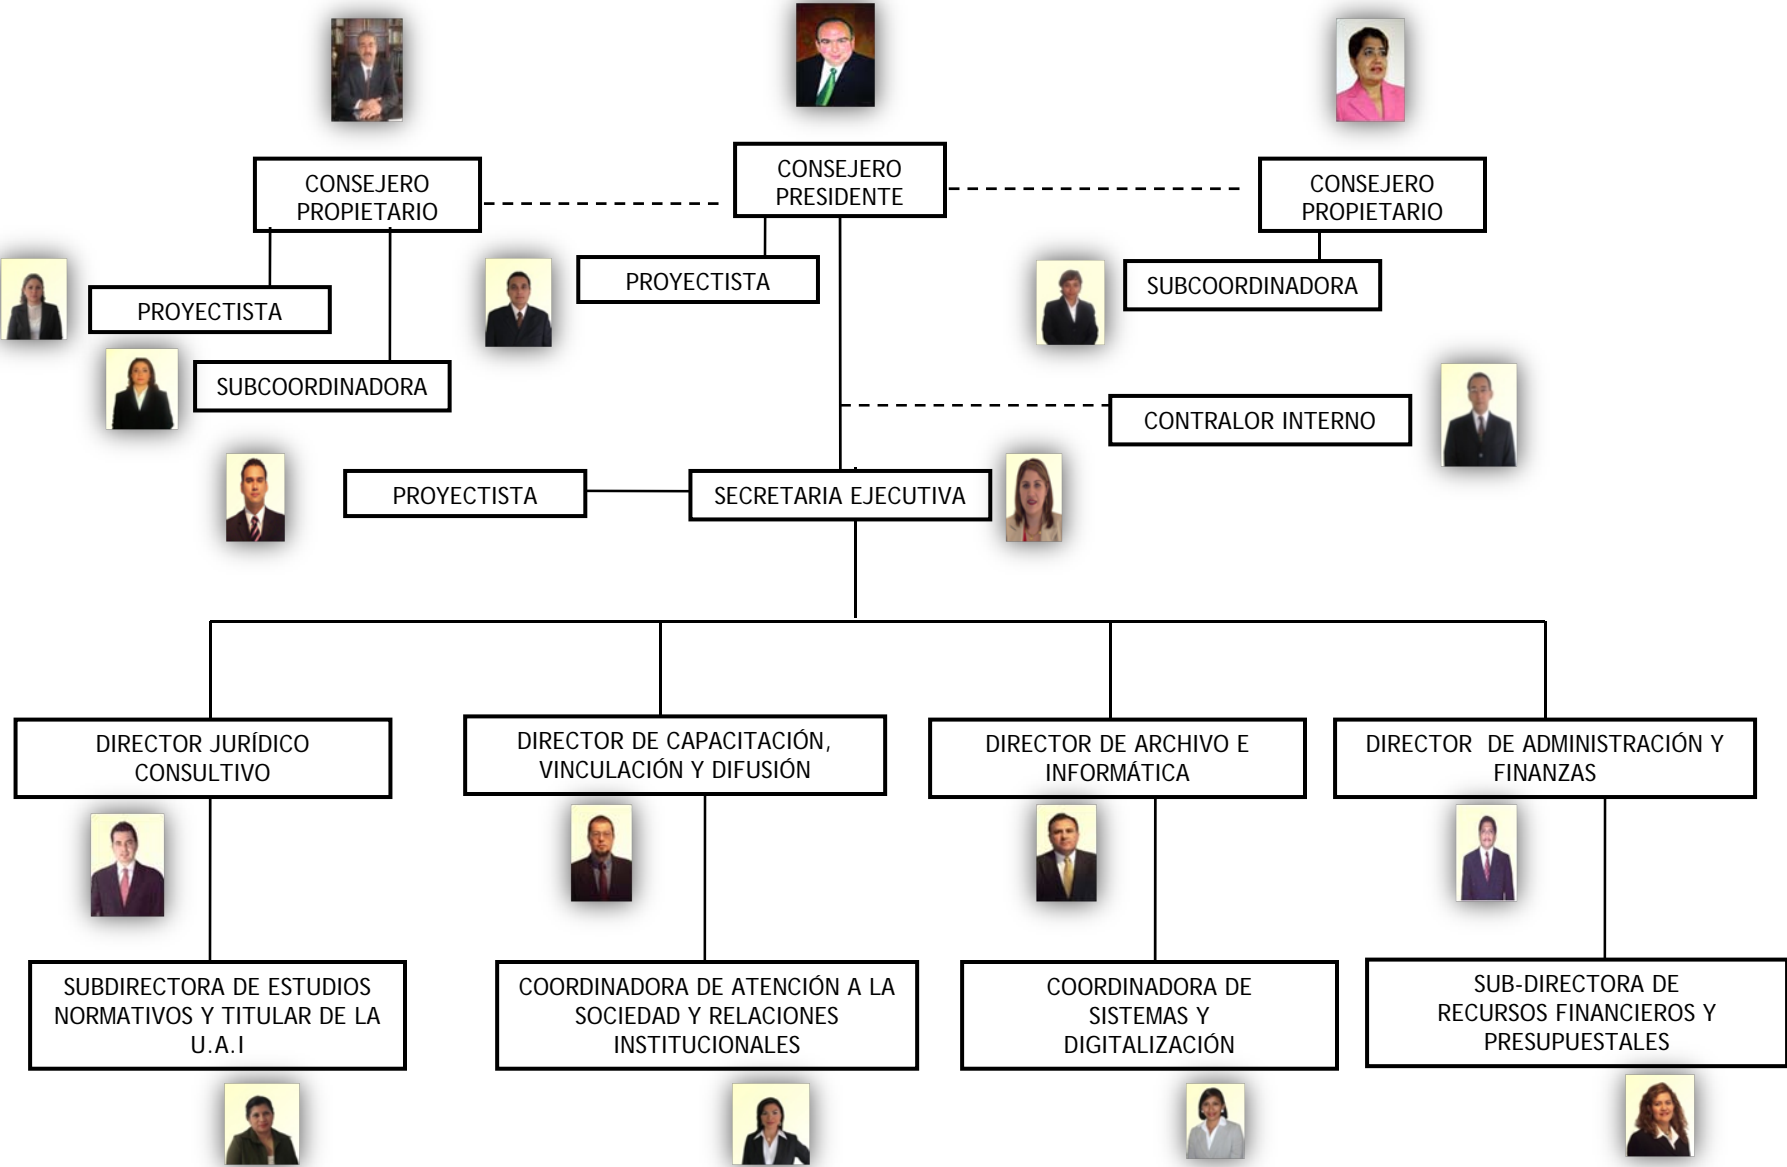 CONSEJERO
PROPIETARIO
CONSEJERO
PRESIDENTE
CONSEJERO
PROPIETARIO
PROYECTISTA
PROYECTISTA
SUBCOORDINADORA
SUBCOORDINADORA
CONTRALOR INTERNO
PROYECTISTA
SECRETARIA EJECUTIVA
DIRECTOR JURÍDICO
CONSULTIVO
DIRECTOR DE CAPACITACIÓN,
VINCULACIÓN Y DIFUSIÓN
DIRECTOR DE ARCHIVO E
INFORMÁTICA
DIRECTOR DE ADMINISTRACIÓN Y
FINANZAS
SUBDIRECTORA DE ESTUDIOS
NORMATIVOS Y TITULAR DE LA
U.A.I
COORDINADORA DE ATENCIÓN A LA
SOCIEDAD Y RELACIONES
INSTITUCIONALES
COORDINADORA DE
SISTEMAS Y
DIGITALIZACIÓN
SUB-DIRECTORA DE
RECURSOS FINANCIEROS Y
PRESUPUESTALES